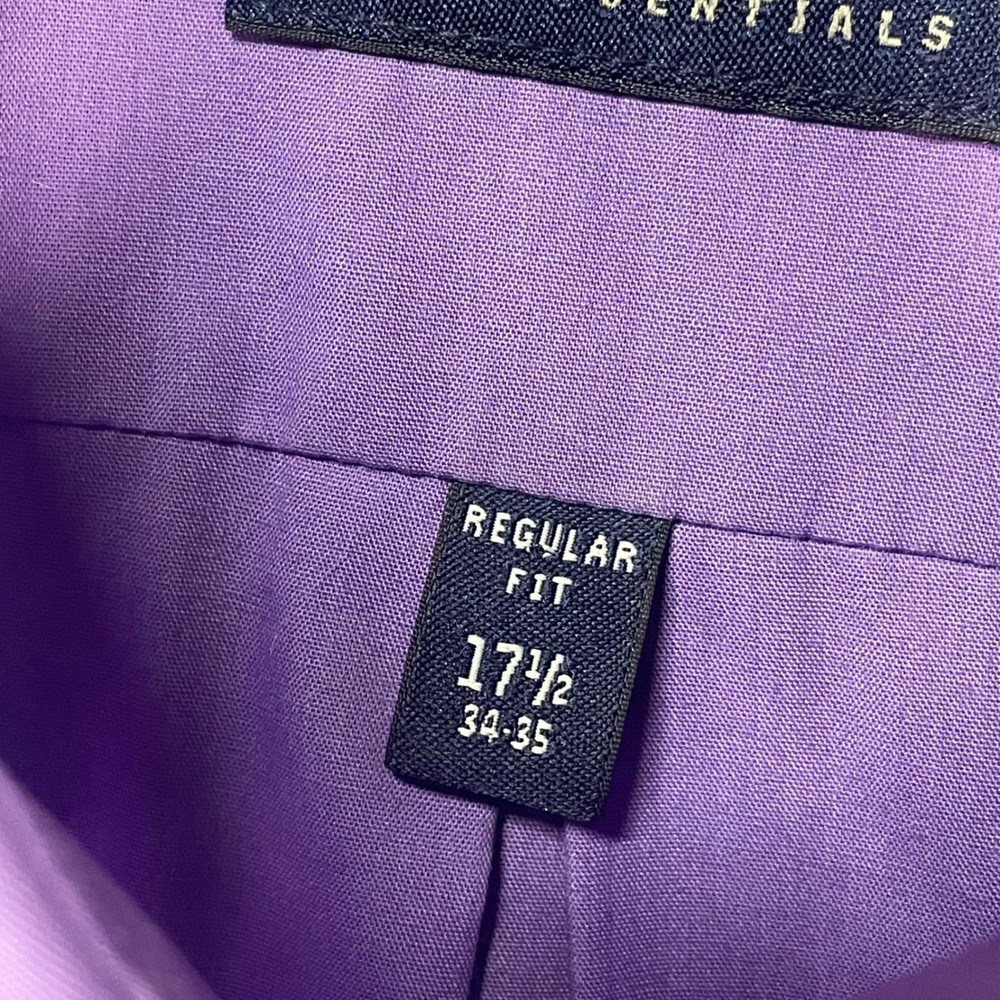 REGULAR
FIT
17½
34-35